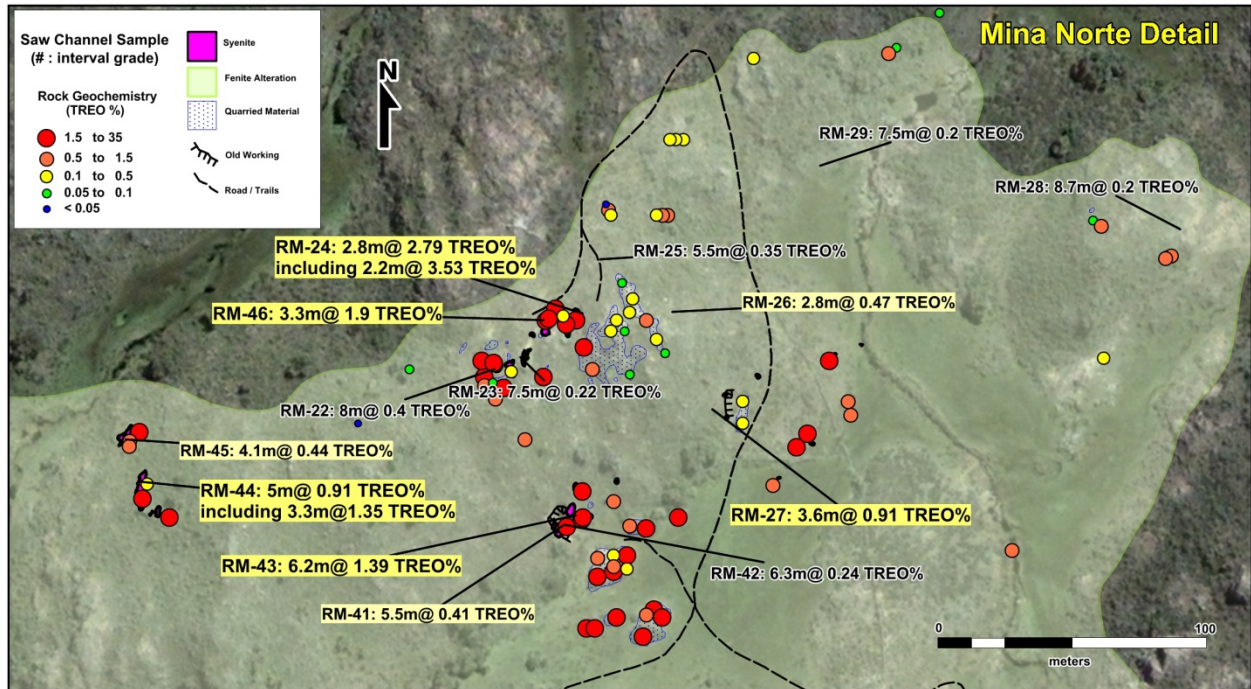 Mina Norte Detail
Saw Channel Sample
(# : interval grade)
Rock Geochemistry
(TREO %)
1.5 to 35
0.5 to 1.5
0.1 to 0.5
0.05 to 0.1
< 0.05
Syenite
Fenite Alteration
Quarried Material
Old Working
Road / Trails
N
RM-29: 7.5m@ 0.2 TREO%
RM-28: 8.7m@ 0.2 TREO%
RM-24: 2.8m@ 2.79 TREO%
including 2.2m@ 3.53 TREO%
RM-25: 5.5m@ 0.35 TREO%
RM-46: 3.3m@ 1.9 TREO%
RM-26: 2.8m@ 0.47 TREO%
RM-23: 7.5m@ 0.22 TREO%
RM-22: 8m@ 0.4 TREO%
RM-45: 4.1m@ 0.44 TREO%
RM-44: 5m@ 0.91 TREO%
including 3.3m@1.35 TREO%
RM-27: 3.6m@ 0.91 TREO%
RM-43: 6.2m@ 1.39 TREO%
RM-42: 6.3m@ 0.24 TREO%
RM-41: 5.5m@ 0.41 TREO%
0 100
meters